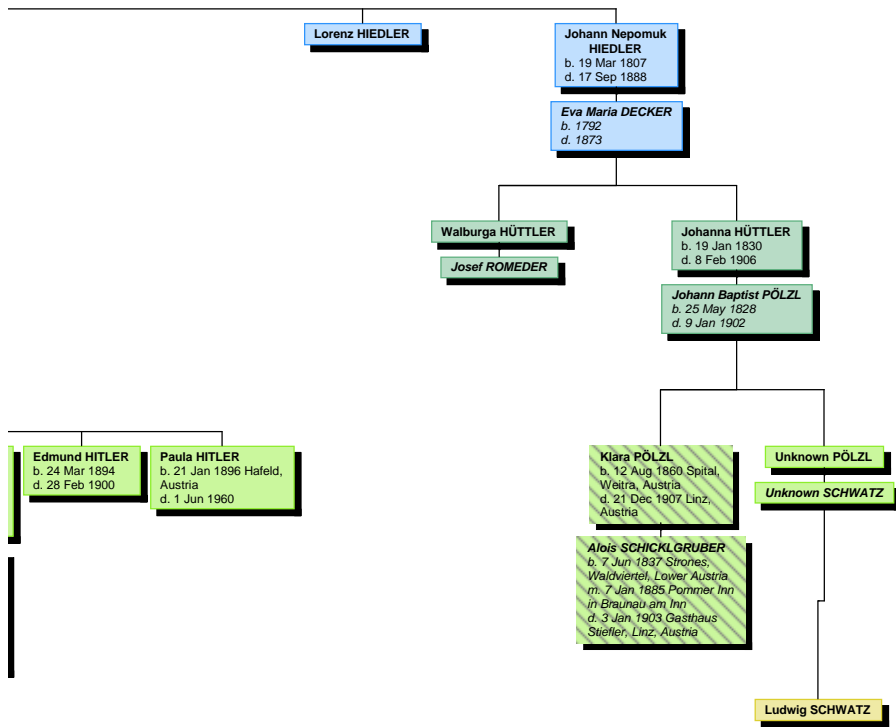 Lorenz HIEDLER
Johann Nepomuk
HIEDLER
b. 19 Mar 1807
d. 17 Sep 1888
Eva Maria DECKER
b. 1792
d. 1873
Walburga HÜTTLER
Josef ROMEDER
Johanna HÜTTLER
b. 19 Jan 1830
d. 8 Feb 1906
Johann Baptist PÖLZL
b. 25 May 1828
d. 9 Jan 1902
Edmund HITLER
b. 24 Mar 1894
d. 28 Feb 1900
Paula HITLER
b. 21 Jan 1896 Hafeld,
Austria
d. 1 Jun 1960
Klara PÖLZL
b. 12 Aug 1860 Spital,
Weitra, Austria
d. 21 Dec 1907 Linz,
Austria
Unknown PÖLZL
Unknown SCHWATZ
Alois SCHICKLGRUBER
b. 7 Jun 1837 Strones,
Waldviertel, Lower Austria
m. 7 Jan 1885 Pommer Inn
in Braunau am Inn
d. 3 Jan 1903 Gasthaus
Stiefler, Linz, Austria
Ludwig SCHWATZ